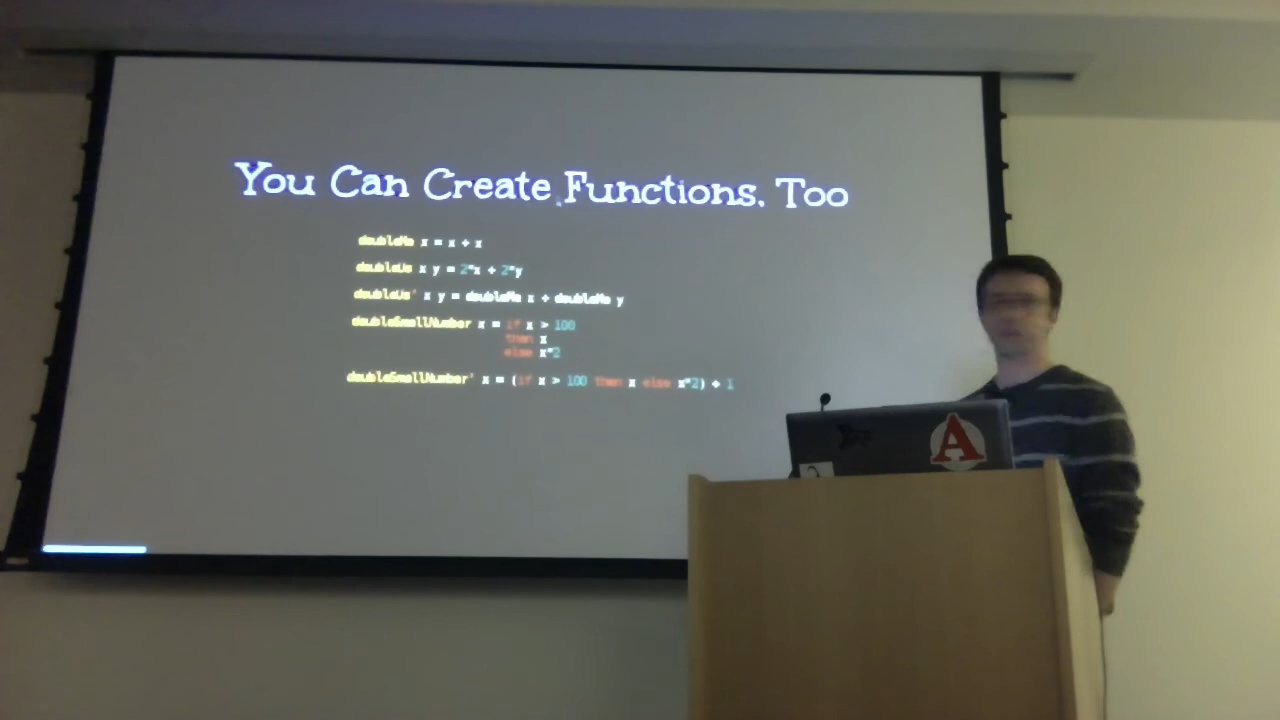 You Can Create Functions, Too
doubleMe x = x + x
doubleUs x y = 2*x + 2*y
doubleUs' x y = doubleMe x + doubleMe y
doubleSmallNumber x = if x > 100
then x
else x*2
doubleSmallNumber' x = (if x > 100 then x else x*2) + 1
A